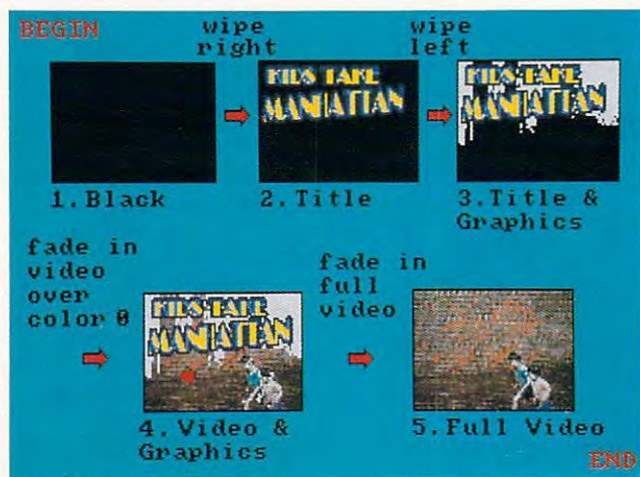 BEGIN
wipe
right
wipe
left
KIDS TAKE
MANHATTAN
KIDS TAKE
MANHATTAN
1.Black
2.Title
3.Title &
Graphics
fade in
video
over
color 0
KIDS TAKE
MANHATTAN
fade in
full
video
4.Video &
Graphics
5.Full Video
END